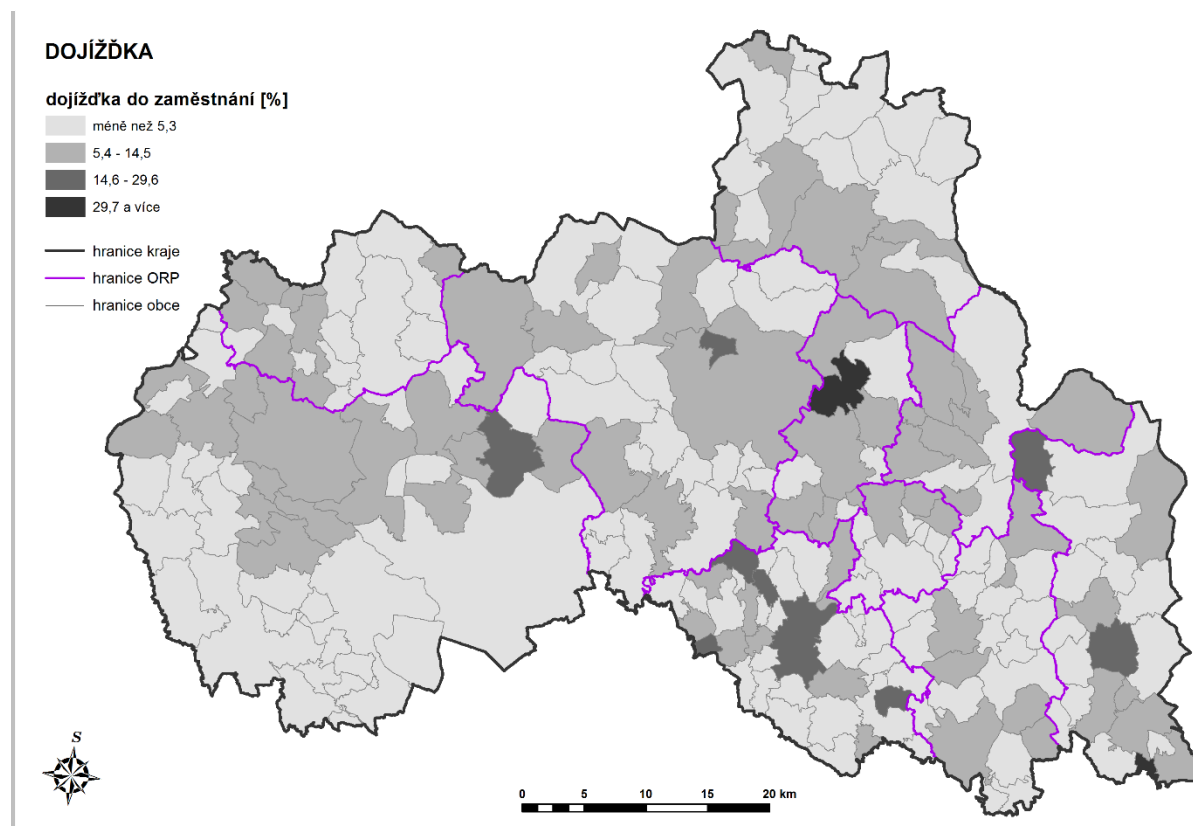 DOJÍŽĎKA
dojížďka do zaměstnání [%]
méně než 5,3
5,4 - 14,5
14,6 - 29,6
29,7 a více
hranice kraje
hranice ORP
hranice obce
S
0 5 10 15 20 km